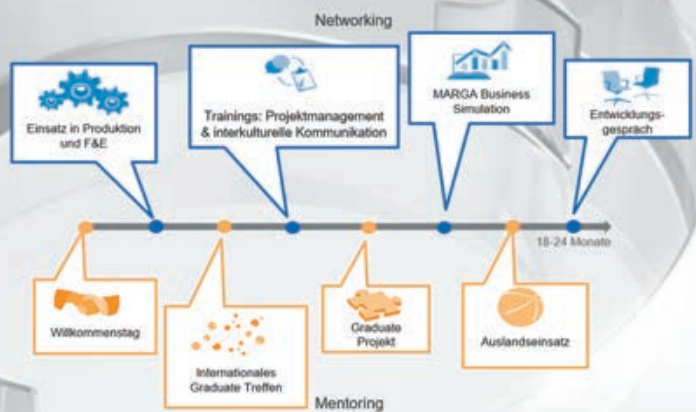 Networking
Einsatz in Produktion
und F&E
Trainings: Projektmanagement
& interkulturelle Kommunikation
MARGA Business
Simulation
Entwicklungs-
gespräch
18-24 Monate
Willkommenstag
Internationales
Graduate Treffen
Graduate
Projekt
Auslandseinsatz
Mentoring